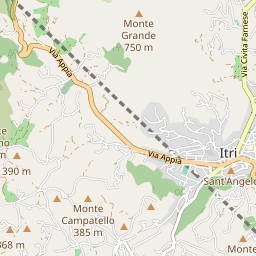 Monte
Grande
750 m
Via Civita Farnese
Via Appia
Via Appia
Itri
390 m
Sant'Angelo
Monte
Campatello
385 m
368 m
Monte